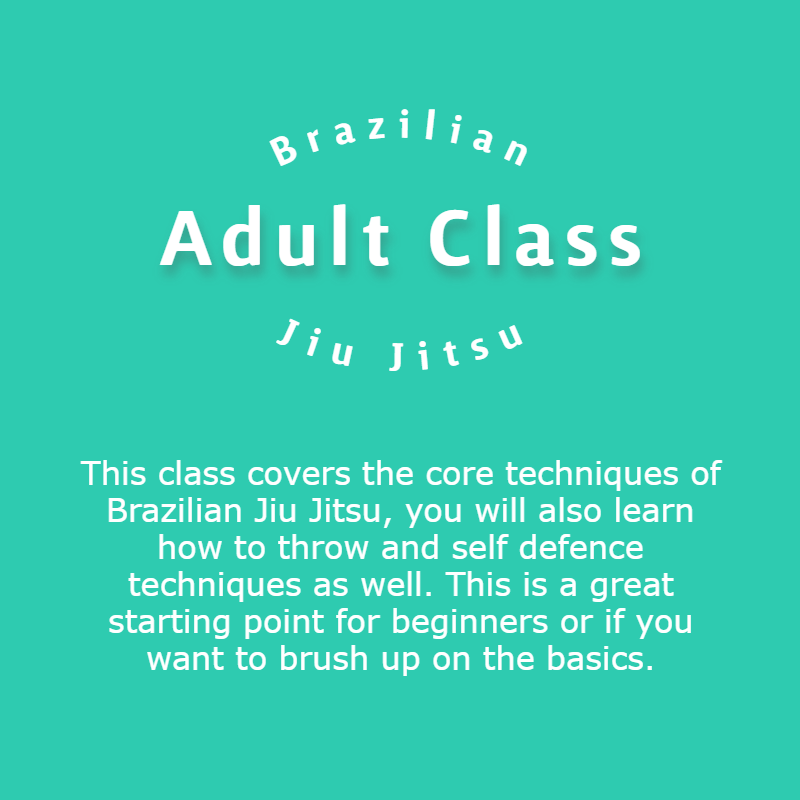 Brazilian
Adult Class
Jiu Jitsu
This class covers the core techniques of
Brazilian Jiu Jitsu, you will also learn
how to throw and self defence
techniques as well. This is a great
starting point for beginners or if you
want to brush up on the basics.